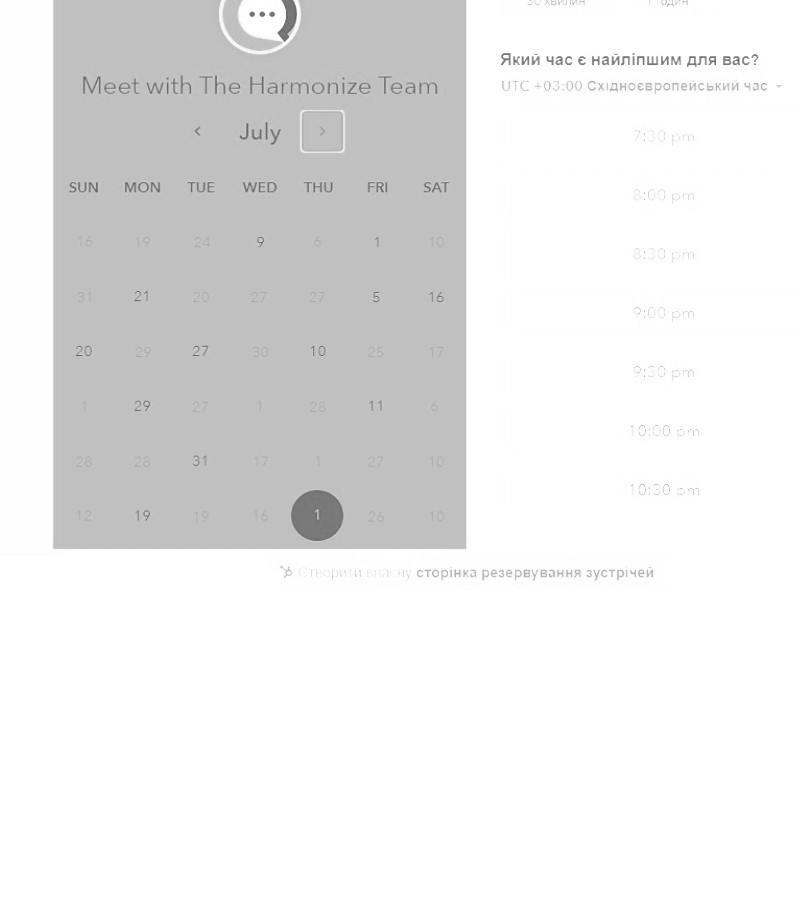 30 хвилин 1 годин
Який час є найліпшим для вас?
UTC +03:00 Східноєвропейський час
Meet with The Harmonize Team
July
SUN MON TUE WED THU FRI SAT
16 19 24 9 6 1 10
31 21 20 27 27 5 16
20 29 27 30 10 25 17
1 29 27 1 28 11 6
28 28 31 17 1 27 10
12 19 19 16 1 26 10
7:30 pm
8:00 pm
8:30 pm
9:00 pm
9:30 pm
10:00 pm
10:30 pm
Створити власну сторінка резервування зустрічей